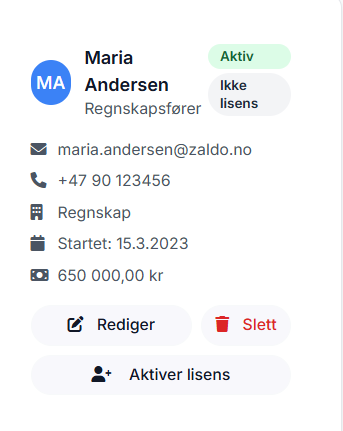 MA
Maria
Andersen
Regnskapsfører
Aktiv
Ikke
lisens
maria.andersen@zaldo.no
+47 90 123456
Regnskap
Startet: 15.3.2023
650 000,00 kr
Rediger
Slett
Aktiver lisens